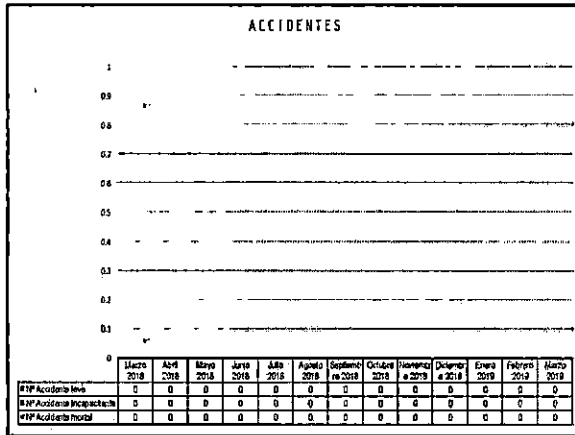 ACCIDENTES
1
0.9
0.8
0.7
0.6
0.5
0.4
0.3
0.2
0.1
0
Marzo 2018 Abril 2018 Mayo 2018 Junio 2018 Julio 2018 Agosto 2018 Septiembre 2018 Octubre 2018 Noviembre 2018 Diciembre 2018 Enero 2019 Febrero 2019 Marzo 2019
Nº Accidente leve 0 0 0 0 0 0 0 0 0 0 0 0 0
Nº Accidente Incapacitante 0 0 0 0 0 0 0 0 0 0 0 0 0
Nº Accidente mortal 0 0 0 0 0 0 0 0 0 0 0 0 0